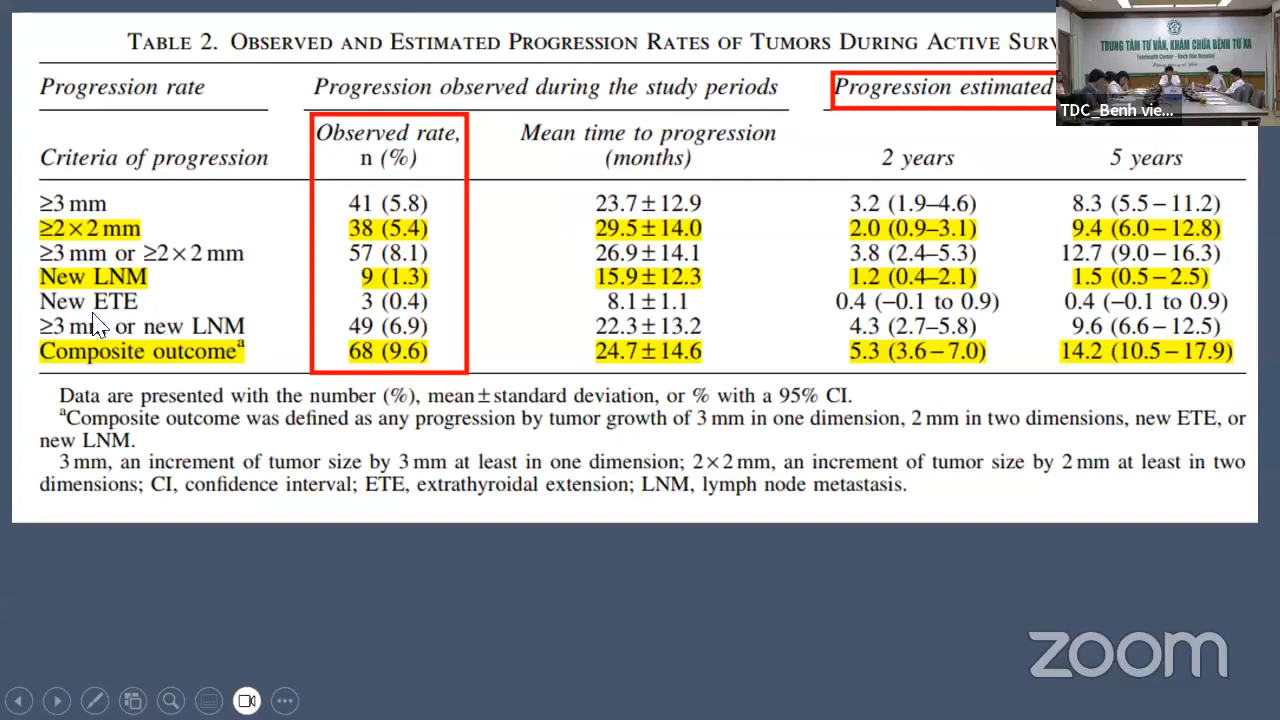 TABLE 2. OBSERVED AND ESTIMATED PROGRESSION RATES OF TUMORS DURING ACTIVE
TRUNG TÂM TƯ VẤN, KHÁM CHỮA BỆNH TỪ XA
Telehealth Center - Bach Mai Hospital
TDC_Benh vie...
Progression rate Progression observed during the study periods Progression estimated
Criteria of progression Observed rate, n (%) Mean time to progression (months) 2 years 5 years
≥3 mm 41 (5.8) 23.7±12.9 3.2 (1.9–4.6) 8.3 (5.5–11.2)
≥2×2 mm 38 (5.4) 29.5±14.0 2.0 (0.9–3.1) 9.4 (6.0–12.8)
≥3 mm or ≥2×2 mm 57 (8.1) 26.9±14.1 3.8 (2.4–5.3) 12.7 (9.0–16.3)
New LNM 9 (1.3) 15.9±12.3 1.2 (0.4–2.1) 1.5 (0.5–2.5)
New ETE 3 (0.4) 8.1±1.1 0.4 (−0.1 to 0.9) 0.4 (−0.1 to 0.9)
≥3 mm or new LNM 49 (6.9) 22.3±13.2 4.3 (2.7–5.8) 9.6 (6.6–12.5)
Composite outcomeᵃ 68 (9.6) 24.7±14.6 5.3 (3.6–7.0) 14.2 (10.5–17.9)
Data are presented with the number (%), mean±standard deviation, or % with a 95% CI.
ᵃComposite outcome was defined as any progression by tumor growth of 3 mm in one dimension, 2 mm in two dimensions, new ETE, or
new LNM.
3 mm, an increment of tumor size by 3 mm at least in one dimension; 2×2 mm, an increment of tumor size by 2 mm at least in two
dimensions; CI, confidence interval; ETE, extrathyroidal extension; LNM, lymph node metastasis.
zoom